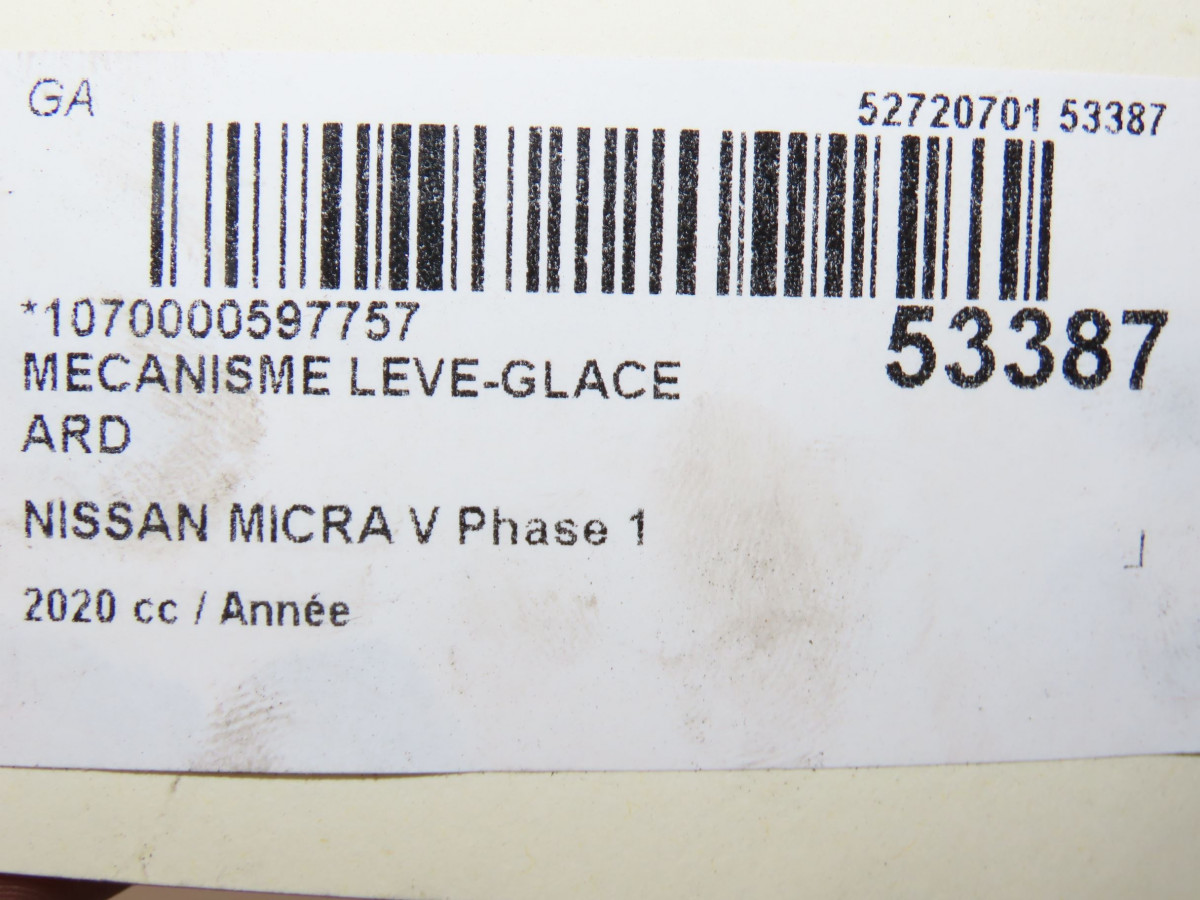 GA
52720701 53387
*1070000597757
53387
MECANISME LEVE-GLACE
ARD
NISSAN MICRA V Phase 1
2020 cc / Année